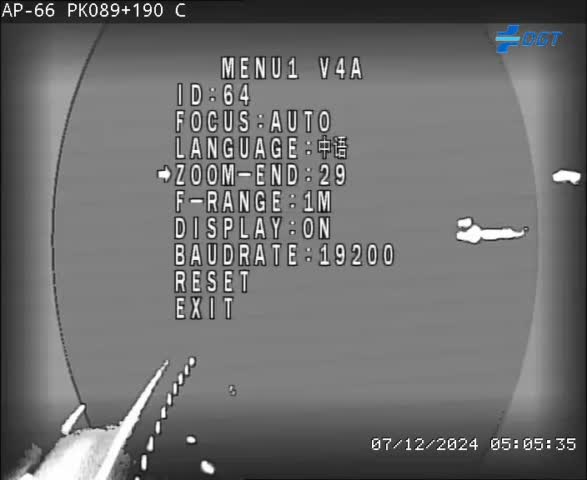 AP-66 PK089+190 C
DGT
MENU1 V4A
ID:64
FOCUS:AUTO
LANGUAGE:中语
ZOOM-END:29
F-RANGE:1M
DISPLAY:ON
BAUDRATE:19200
RESET
EXIT
07/12/2024 05:05:35